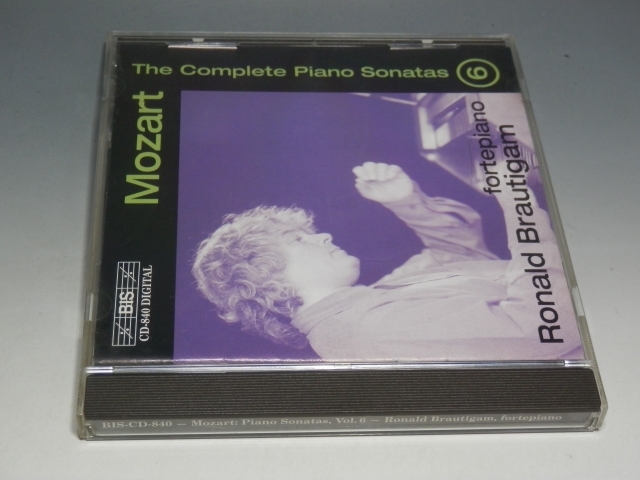 The Complete Piano Sonatas 6
Mozart
fortepiano
Ronald Brautigam
BIS
CD-840 DIGITAL
BIS-CD-840 – Mozart: Piano Sonatas, Vol. 6 – Ronald Brautigam, fortepiano